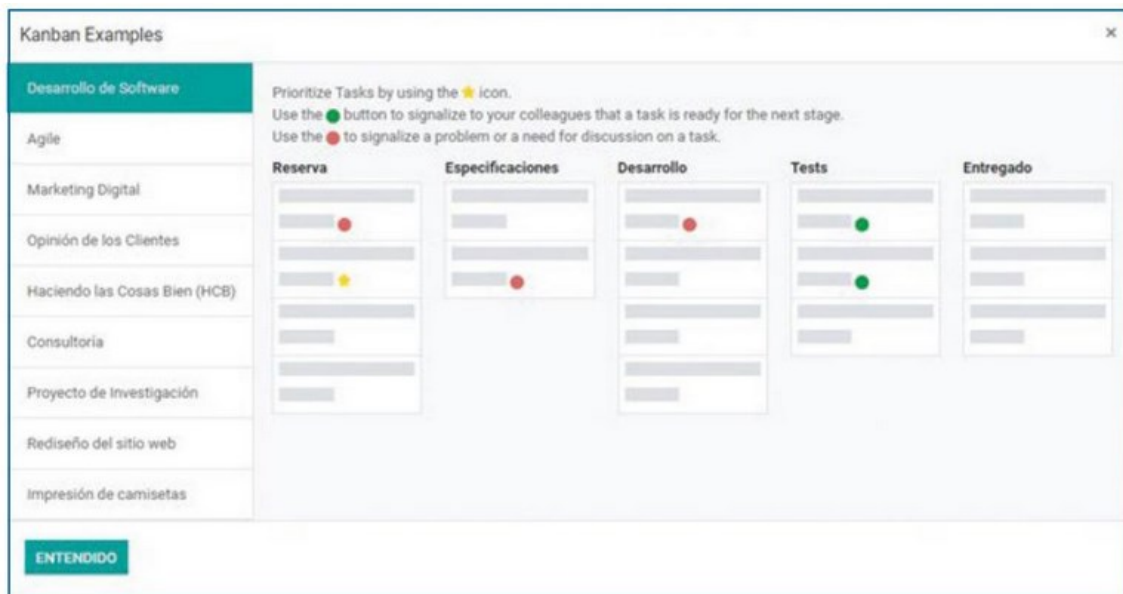 Kanban Examples ×
Desarrollo de Software
Agile
Marketing Digital
Opinión de los Clientes
Haciendo las Cosas Bien (HCB)
Consultoría
Proyecto de Investigación
Rediseño del sitio web
Impresión de camisetas
Prioritize Tasks by using the icon.
Use the button to signalize to your colleagues that a task is ready for the next stage.
Use the to signalize a problem or a need for discussion on a task.
Reserva Especificaciones Desarrollo Tests Entregado
ENTENDIDO